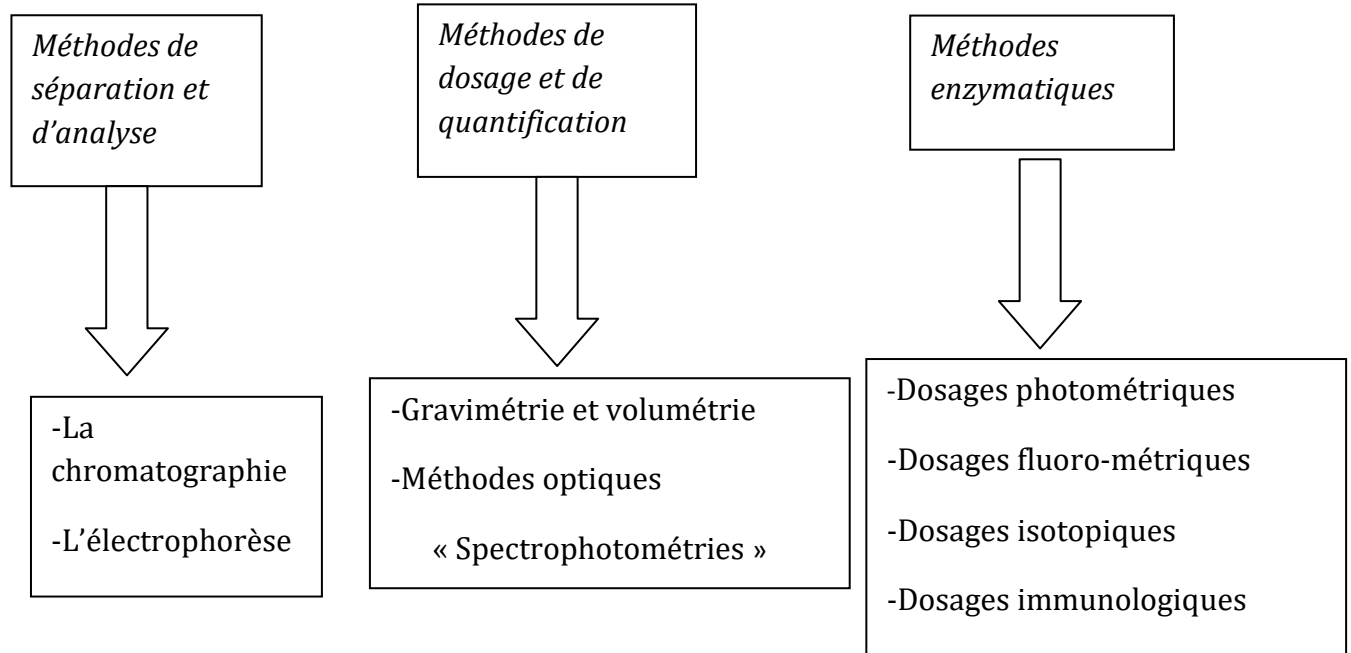 Méthodes de
séparation et
d’analyse
Méthodes de
dosage et de
quantification
Méthodes
enzymatiques
-La
chromatographie
-L’électrophorèse
-Gravimétrie et volumétrie
-Méthodes optiques
« Spectrophotométries »
-Dosages photométriques
-Dosages fluoro-métriques
-Dosages isotopiques
-Dosages immunologiques